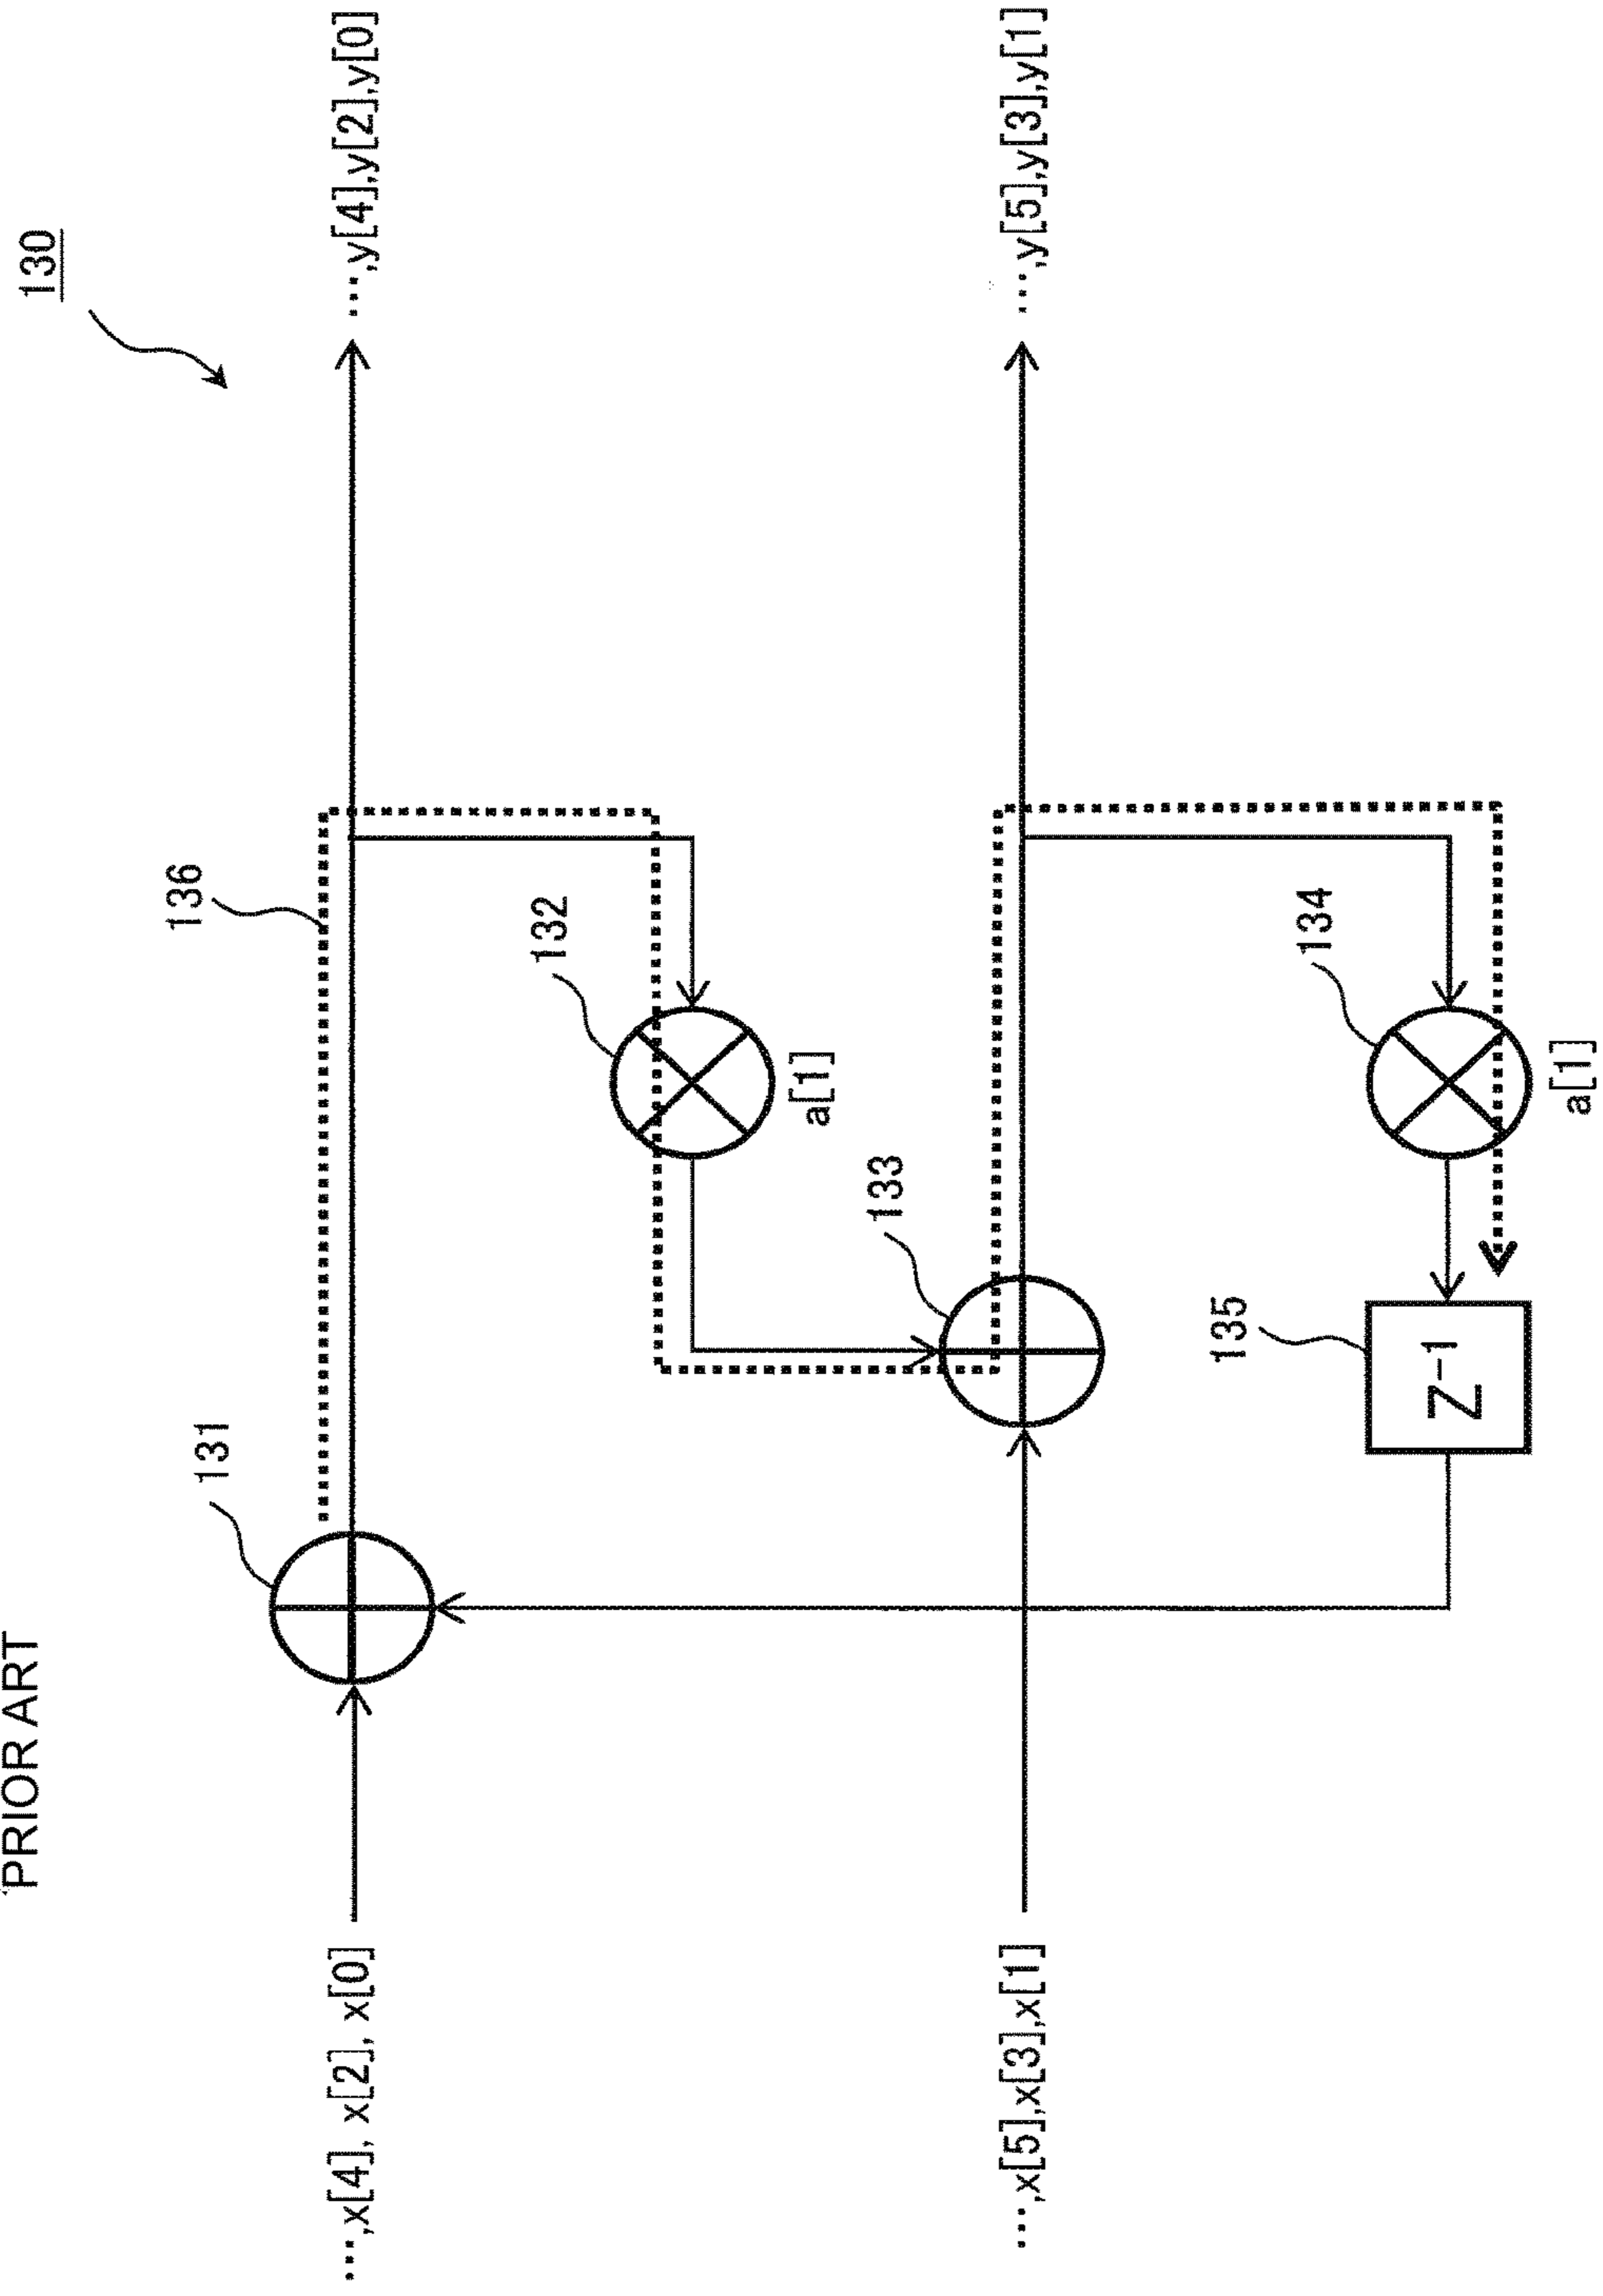 PRIOR ART
130
…,x[4], x[2], x[0]
131
136
…,y[4],y[2],y[0]
132
a[1]
…,x[5],x[3],x[1]
133
…,y[5],y[3],y[1]
135
Z⁻¹
134
a[1]